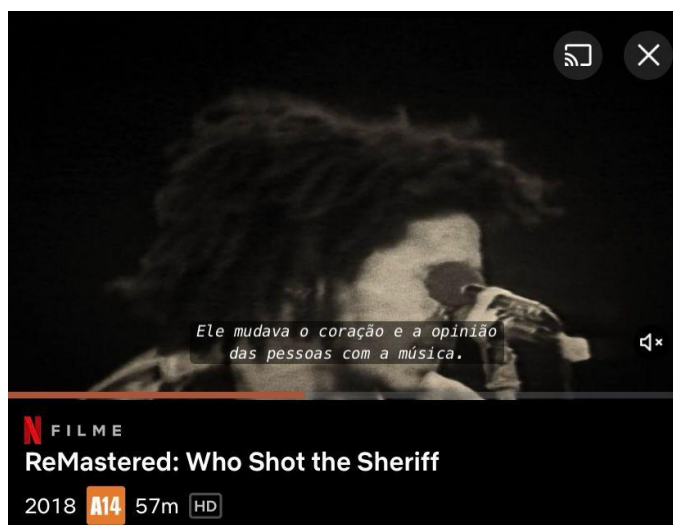 Ele mudava o coração e a opinião
das pessoas com a música.
N FILME
ReMastered: Who Shot the Sheriff
2018 A14 57m HD